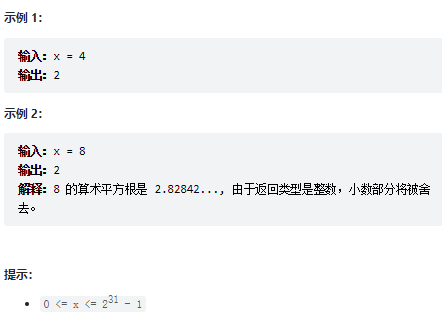 示例 1:
输入: x = 4
输出: 2
示例 2:
输入: x = 8
输出: 2
解释: 8 的算术平方根是 2.82842..., 由于返回类型是整数，小数部分将被舍
去。
提示:
• 0 <= x <= 2³¹ - 1